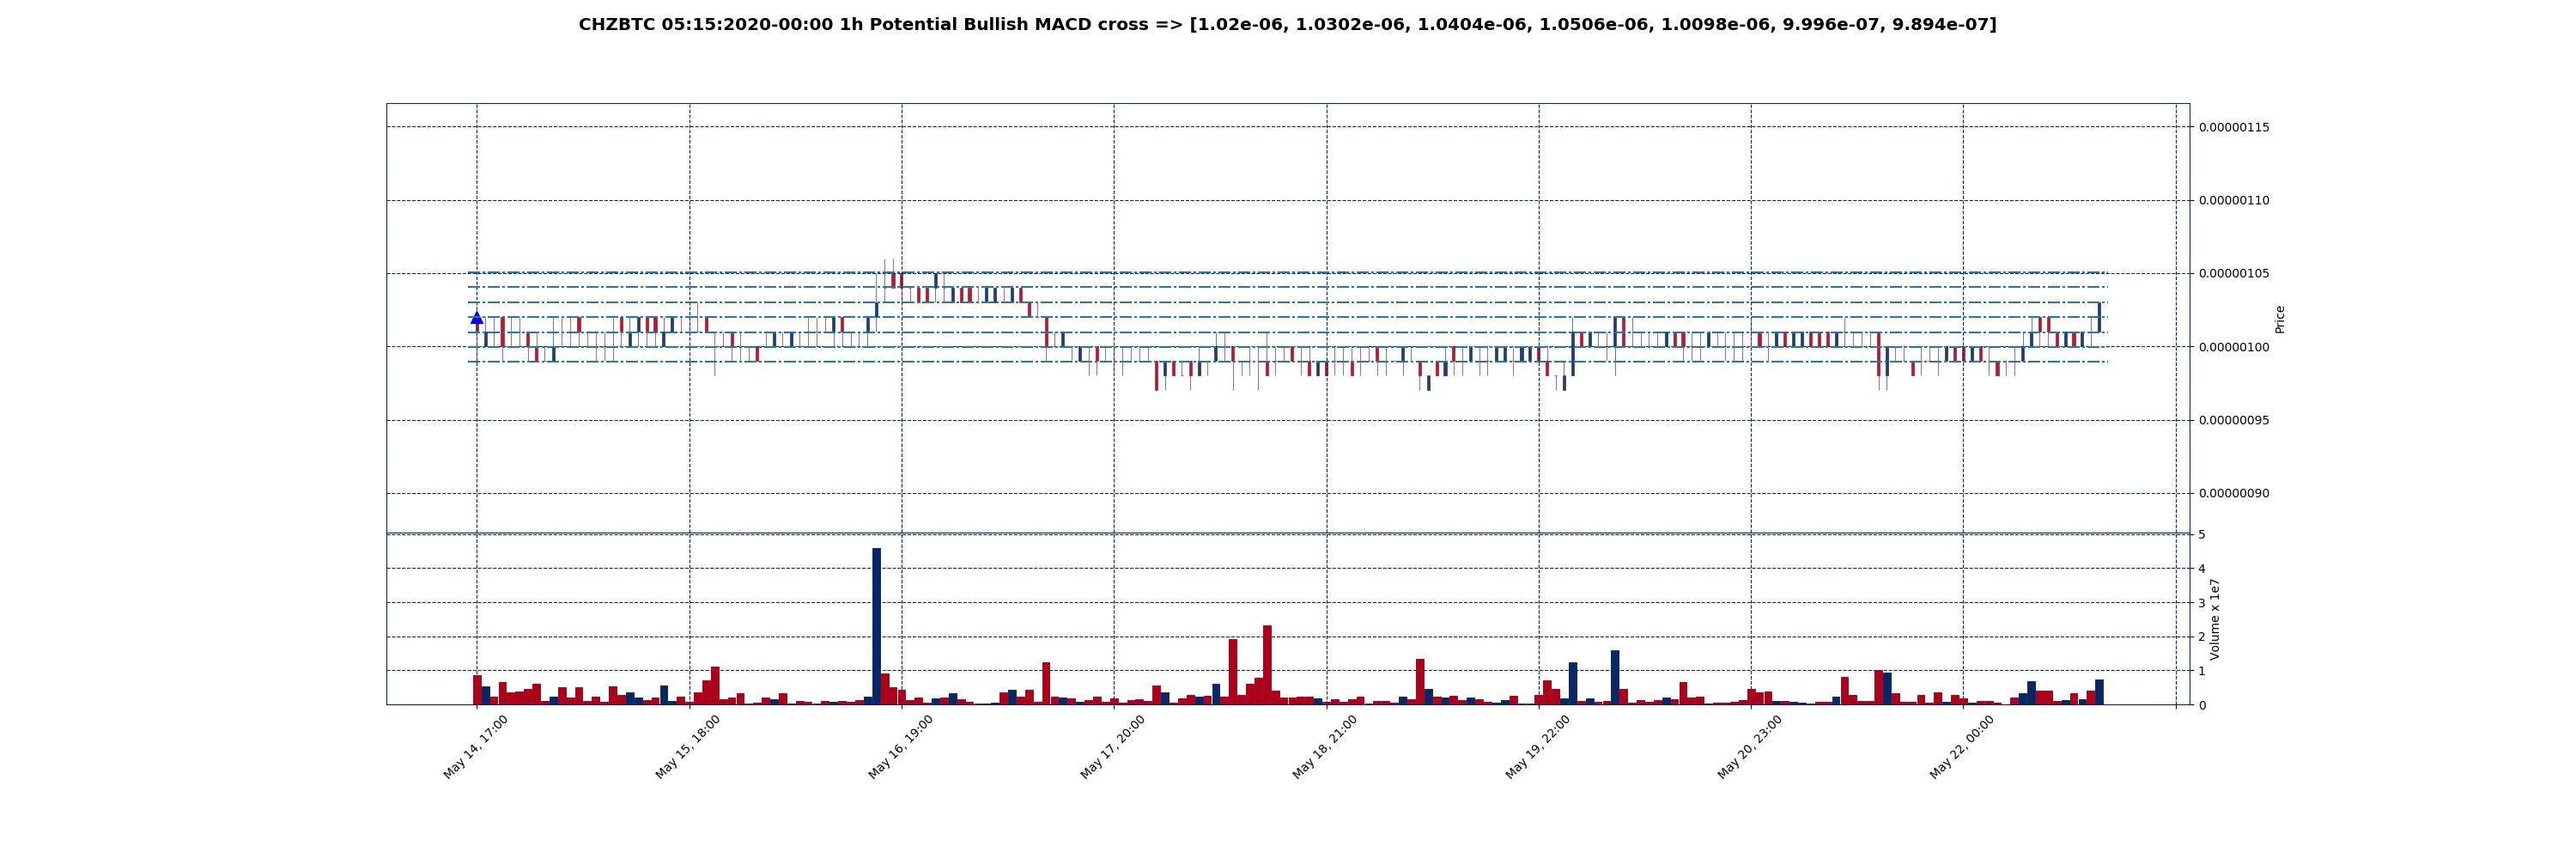 CHZBTC 05:15:2020-00:00 1h Potential Bullish MACD cross => [1.02e-06, 1.0302e-06, 1.0404e-06, 1.0506e-06, 1.0098e-06, 9.996e-07, 9.894e-07]
0.00000115
0.00000110
0.00000105
0.00000100
0.00000095
0.00000090
Price
5
4
3
2
1
0
Volume x 1e7
May 14, 17:00
May 15, 18:00
May 16, 19:00
May 17, 20:00
May 18, 21:00
May 19, 22:00
May 20, 23:00
May 22, 00:00